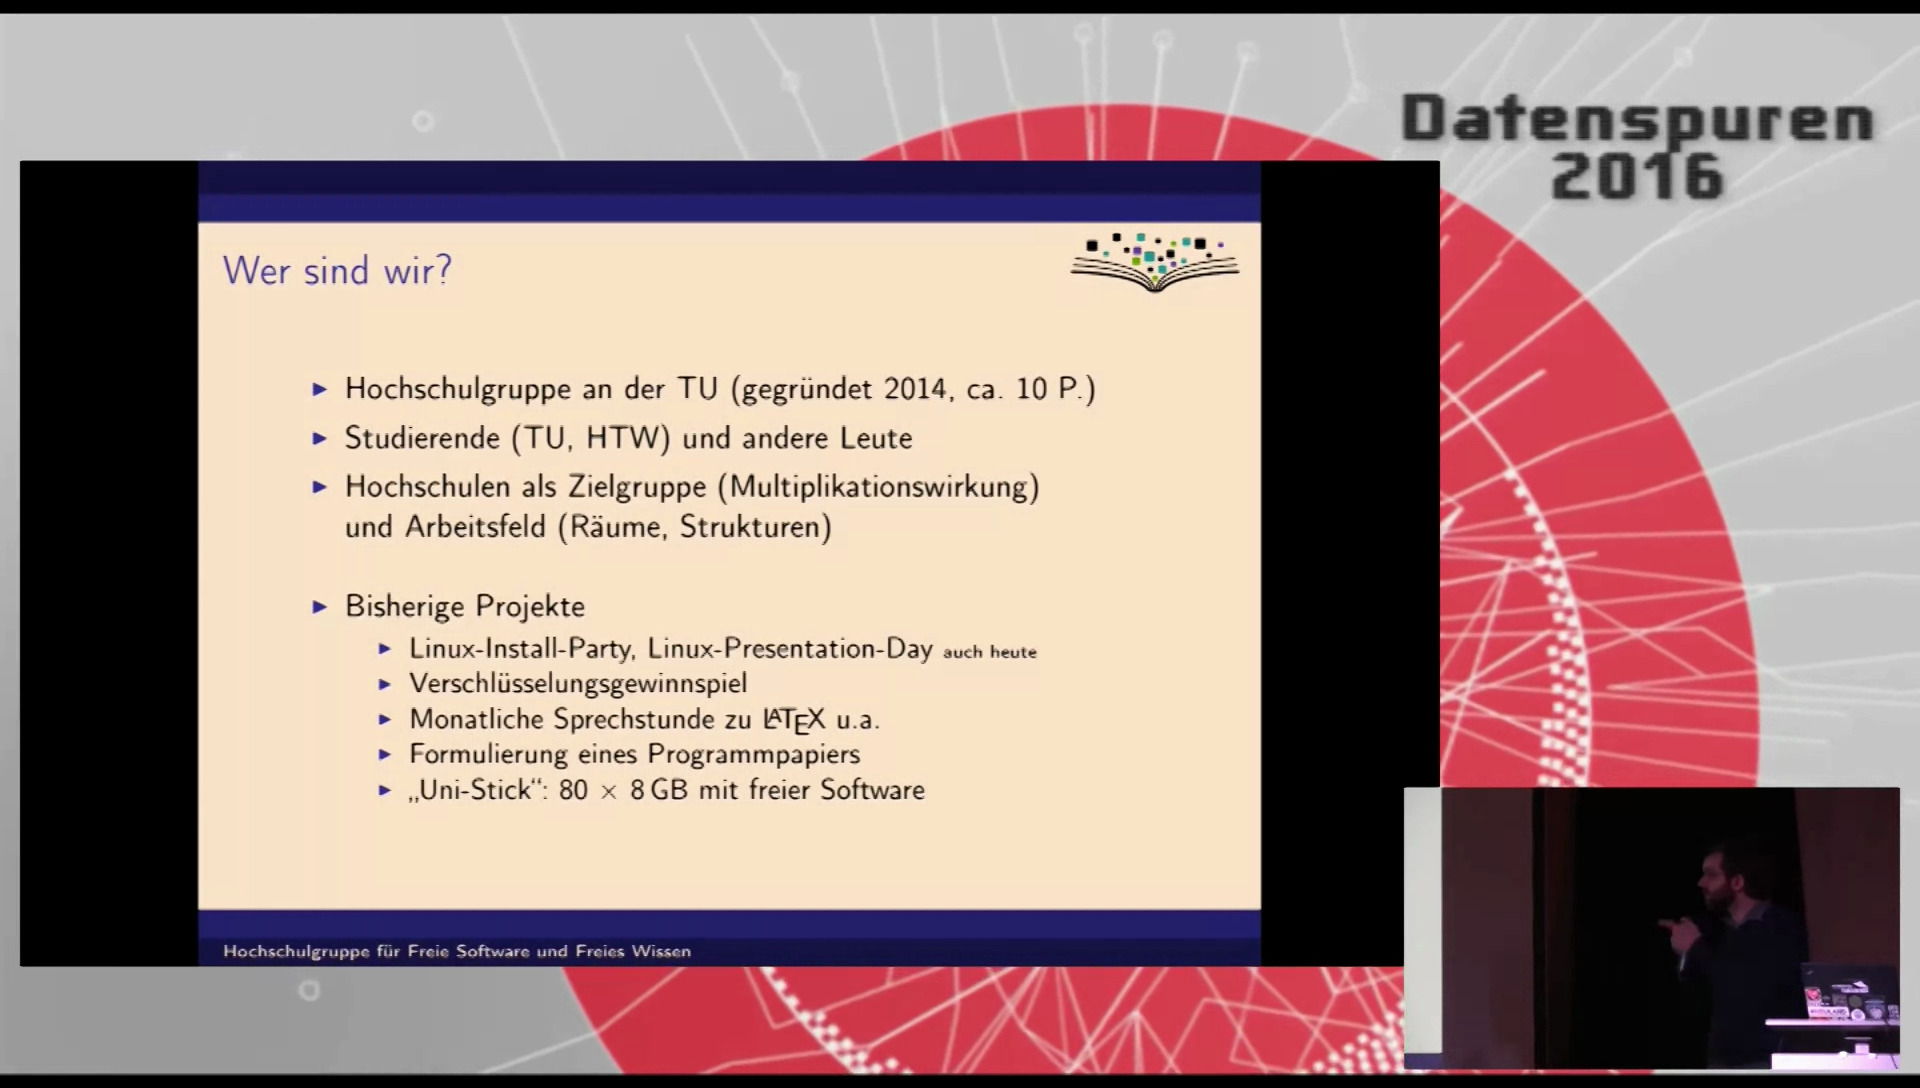 Datenspuren
2016
Wer sind wir?
Hochschulgruppe an der TU (gegründet 2014, ca. 10 P.)
Studierende (TU, HTW) und andere Leute
Hochschulen als Zielgruppe (Multiplikationswirkung)
und Arbeitsfeld (Räume, Strukturen)
Bisherige Projekte
Linux-Install-Party, Linux-Presentation-Day auch heute
Verschlüsselungsgewinnspiel
Monatliche Sprechstunde zu LATEX u.a.
Formulierung eines Programmpapiers
„Uni-Stick“: 80 × 8 GB mit freier Software
Hochschulgruppe für Freie Software und Freies Wissen